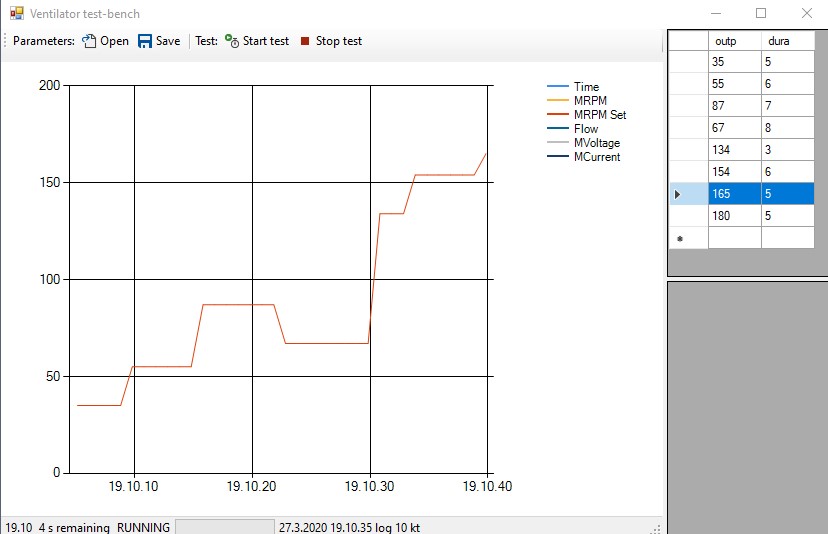 Ventilator test-bench
Parameters: Open Save Test: Start test Stop test
200
150
100
50
0
19.10.10 19.10.20 19.10.30 19.10.40
Time
MRPM
MRPM Set
Flow
MVoltage
MCurrent
outp dura
35 5
55 6
87 7
67 8
134 3
154 6
165 5
180 5
19.10 4 s remaining RUNNING 27.3.2020 19.10.35 log 10 kt